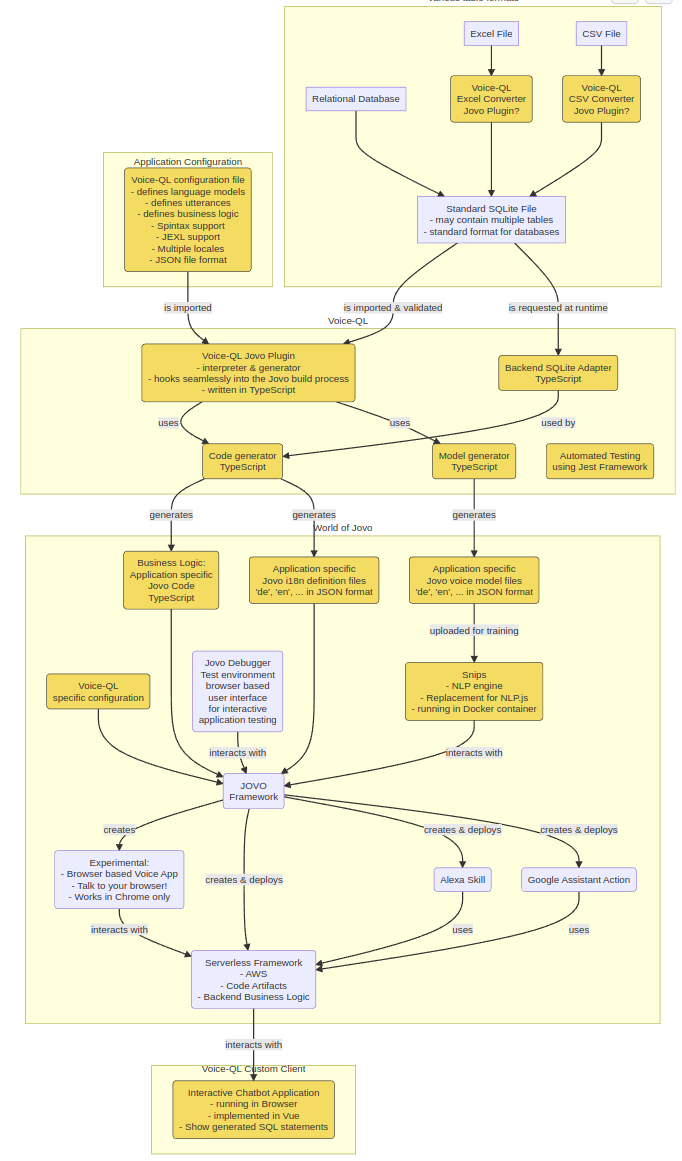 various table formats
Excel File
CSV File
Voice-QL
Excel Converter
Jovo Plugin?
Voice-QL
CSV Converter
Jovo Plugin?
Relational Database
Application Configuration
Voice-QL configuration file
- defines language models
- defines utterances
- defines business logic
- Spintax support
- JEXL support
- Multiple locales
- JSON file format
Standard SQLite File
- may contain multiple tables
- standard format for databases
is imported
is imported & validated
is requested at runtime
Voice-QL
Voice-QL Jovo Plugin
- interpreter & generator
- hooks seamlessly into the Jovo build process
- written in TypeScript
Backend SQLite Adapter
TypeScript
uses
uses
used by
Code generator
TypeScript
Model generator
TypeScript
Automated Testing
using Jest Framework
generates
generates
generates
World of Jovo
Business Logic:
Application specific
Jovo Code
TypeScript
Application specific
Jovo i18n definition files
'de', 'en', ... in JSON format
Application specific
Jovo voice model files
'de', 'en', ... in JSON format
uploaded for training
Voice-QL
specific configuration
Jovo Debugger
Test environment
browser based
user interface
for interactive
application testing
Snips
- NLP engine
- Replacement for NLP.js
- running in Docker container
interacts with
interacts with
JOVO
Framework
creates
creates & deploys
creates & deploys
creates & deploys
Experimental:
- Browser based Voice App
- Talk to your browser!
- Works in Chrome only
Alexa Skill
Google Assistant Action
interacts with
uses
uses
Serverless Framework
- AWS
- Code Artifacts
- Backend Business Logic
interacts with
Voice-QL Custom Client
Interactive Chatbot Application
- running in Browser
- implemented in Vue
- Show generated SQL statements